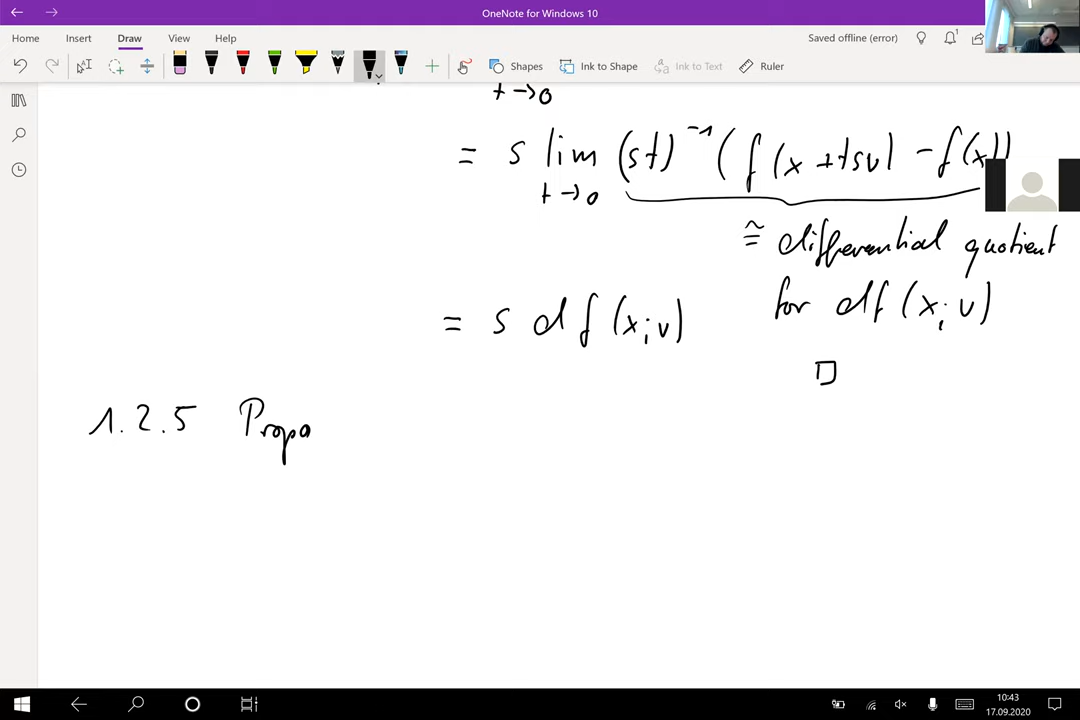 OneNote for Windows 10
Home Insert Draw View Help
Saved offline (error)
Shapes Ink to Shape Ink to Text Ruler
t→0
= s lim (st)⁻¹ (f(x+tsv) - f(x))
t→0
≅ differential quotient
for df(x;v)
= s df(x;v)
□
1.2.5 Propo
10:43
17.09.2020